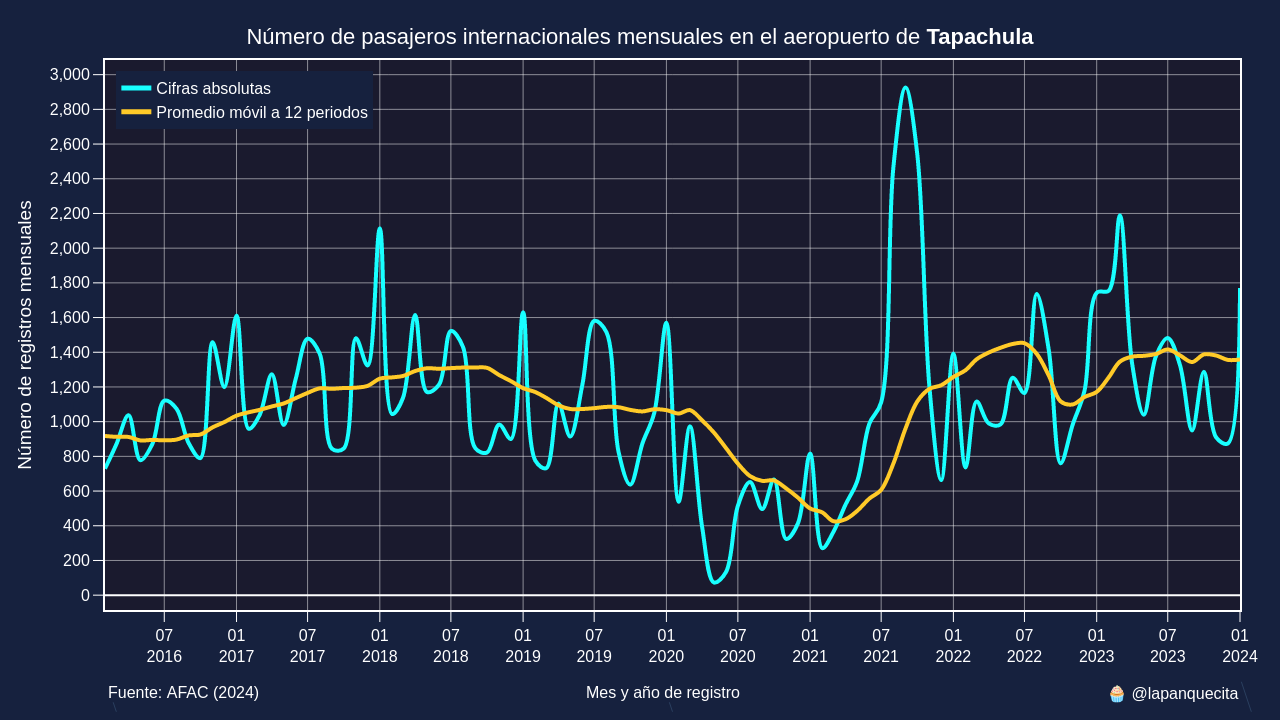 Número de pasajeros internacionales mensuales en el aeropuerto de Tapachula
Cifras absolutas
Promedio móvil a 12 periodos
Número de registros mensuales
3,000
2,800
2,600
2,400
2,200
2,000
1,800
1,600
1,400
1,200
1,000
800
600
400
200
0
07 01 07 01 07 01 07 01 07 01 07 01 07 01 07 01
2016 2017 2017 2018 2018 2019 2019 2020 2020 2021 2021 2022 2022 2023 2023 2024
Fuente: AFAC (2024)
Mes y año de registro
🧁 @lapanquecita